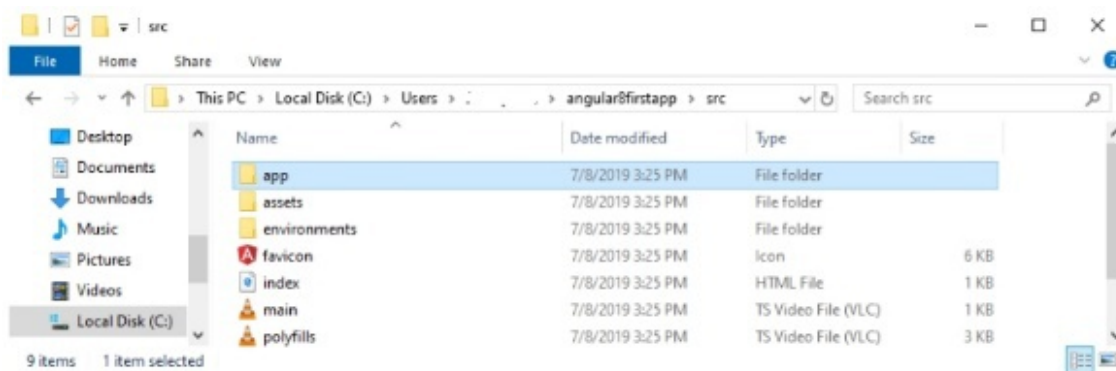 src
File Home Share View
This PC > Local Disk (C:) > Users > > angular8firstapp > src Search src
Name Date modified Type Size
Desktop
Documents
Downloads
Music
Pictures
Videos
Local Disk (C:)
app 7/8/2019 3:25 PM File folder
assets 7/8/2019 3:25 PM File folder
environments 7/8/2019 3:25 PM File folder
favicon 7/8/2019 3:25 PM Icon 6 KB
index 7/8/2019 3:25 PM HTML File 1 KB
main 7/8/2019 3:25 PM TS Video File (VLC) 1 KB
polyfills 7/8/2019 3:25 PM TS Video File (VLC) 3 KB
9 items 1 item selected